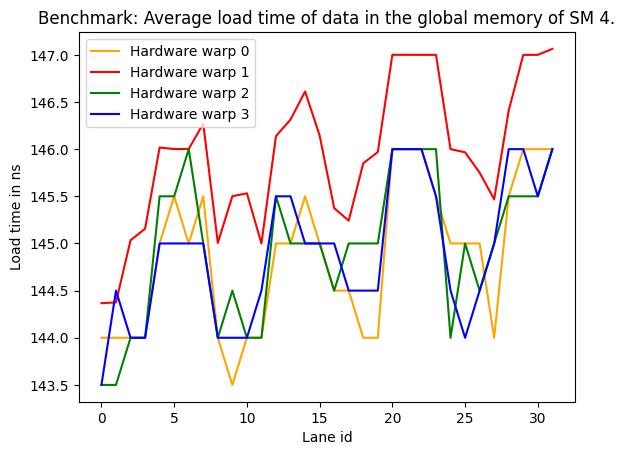 Benchmark: Average load time of data in the global memory of SM 4.
Hardware warp 0
Hardware warp 1
Hardware warp 2
Hardware warp 3
147.0
146.5
146.0
145.5
145.0
144.5
144.0
143.5
Load time in ns
0 5 10 15 20 25 30
Lane id